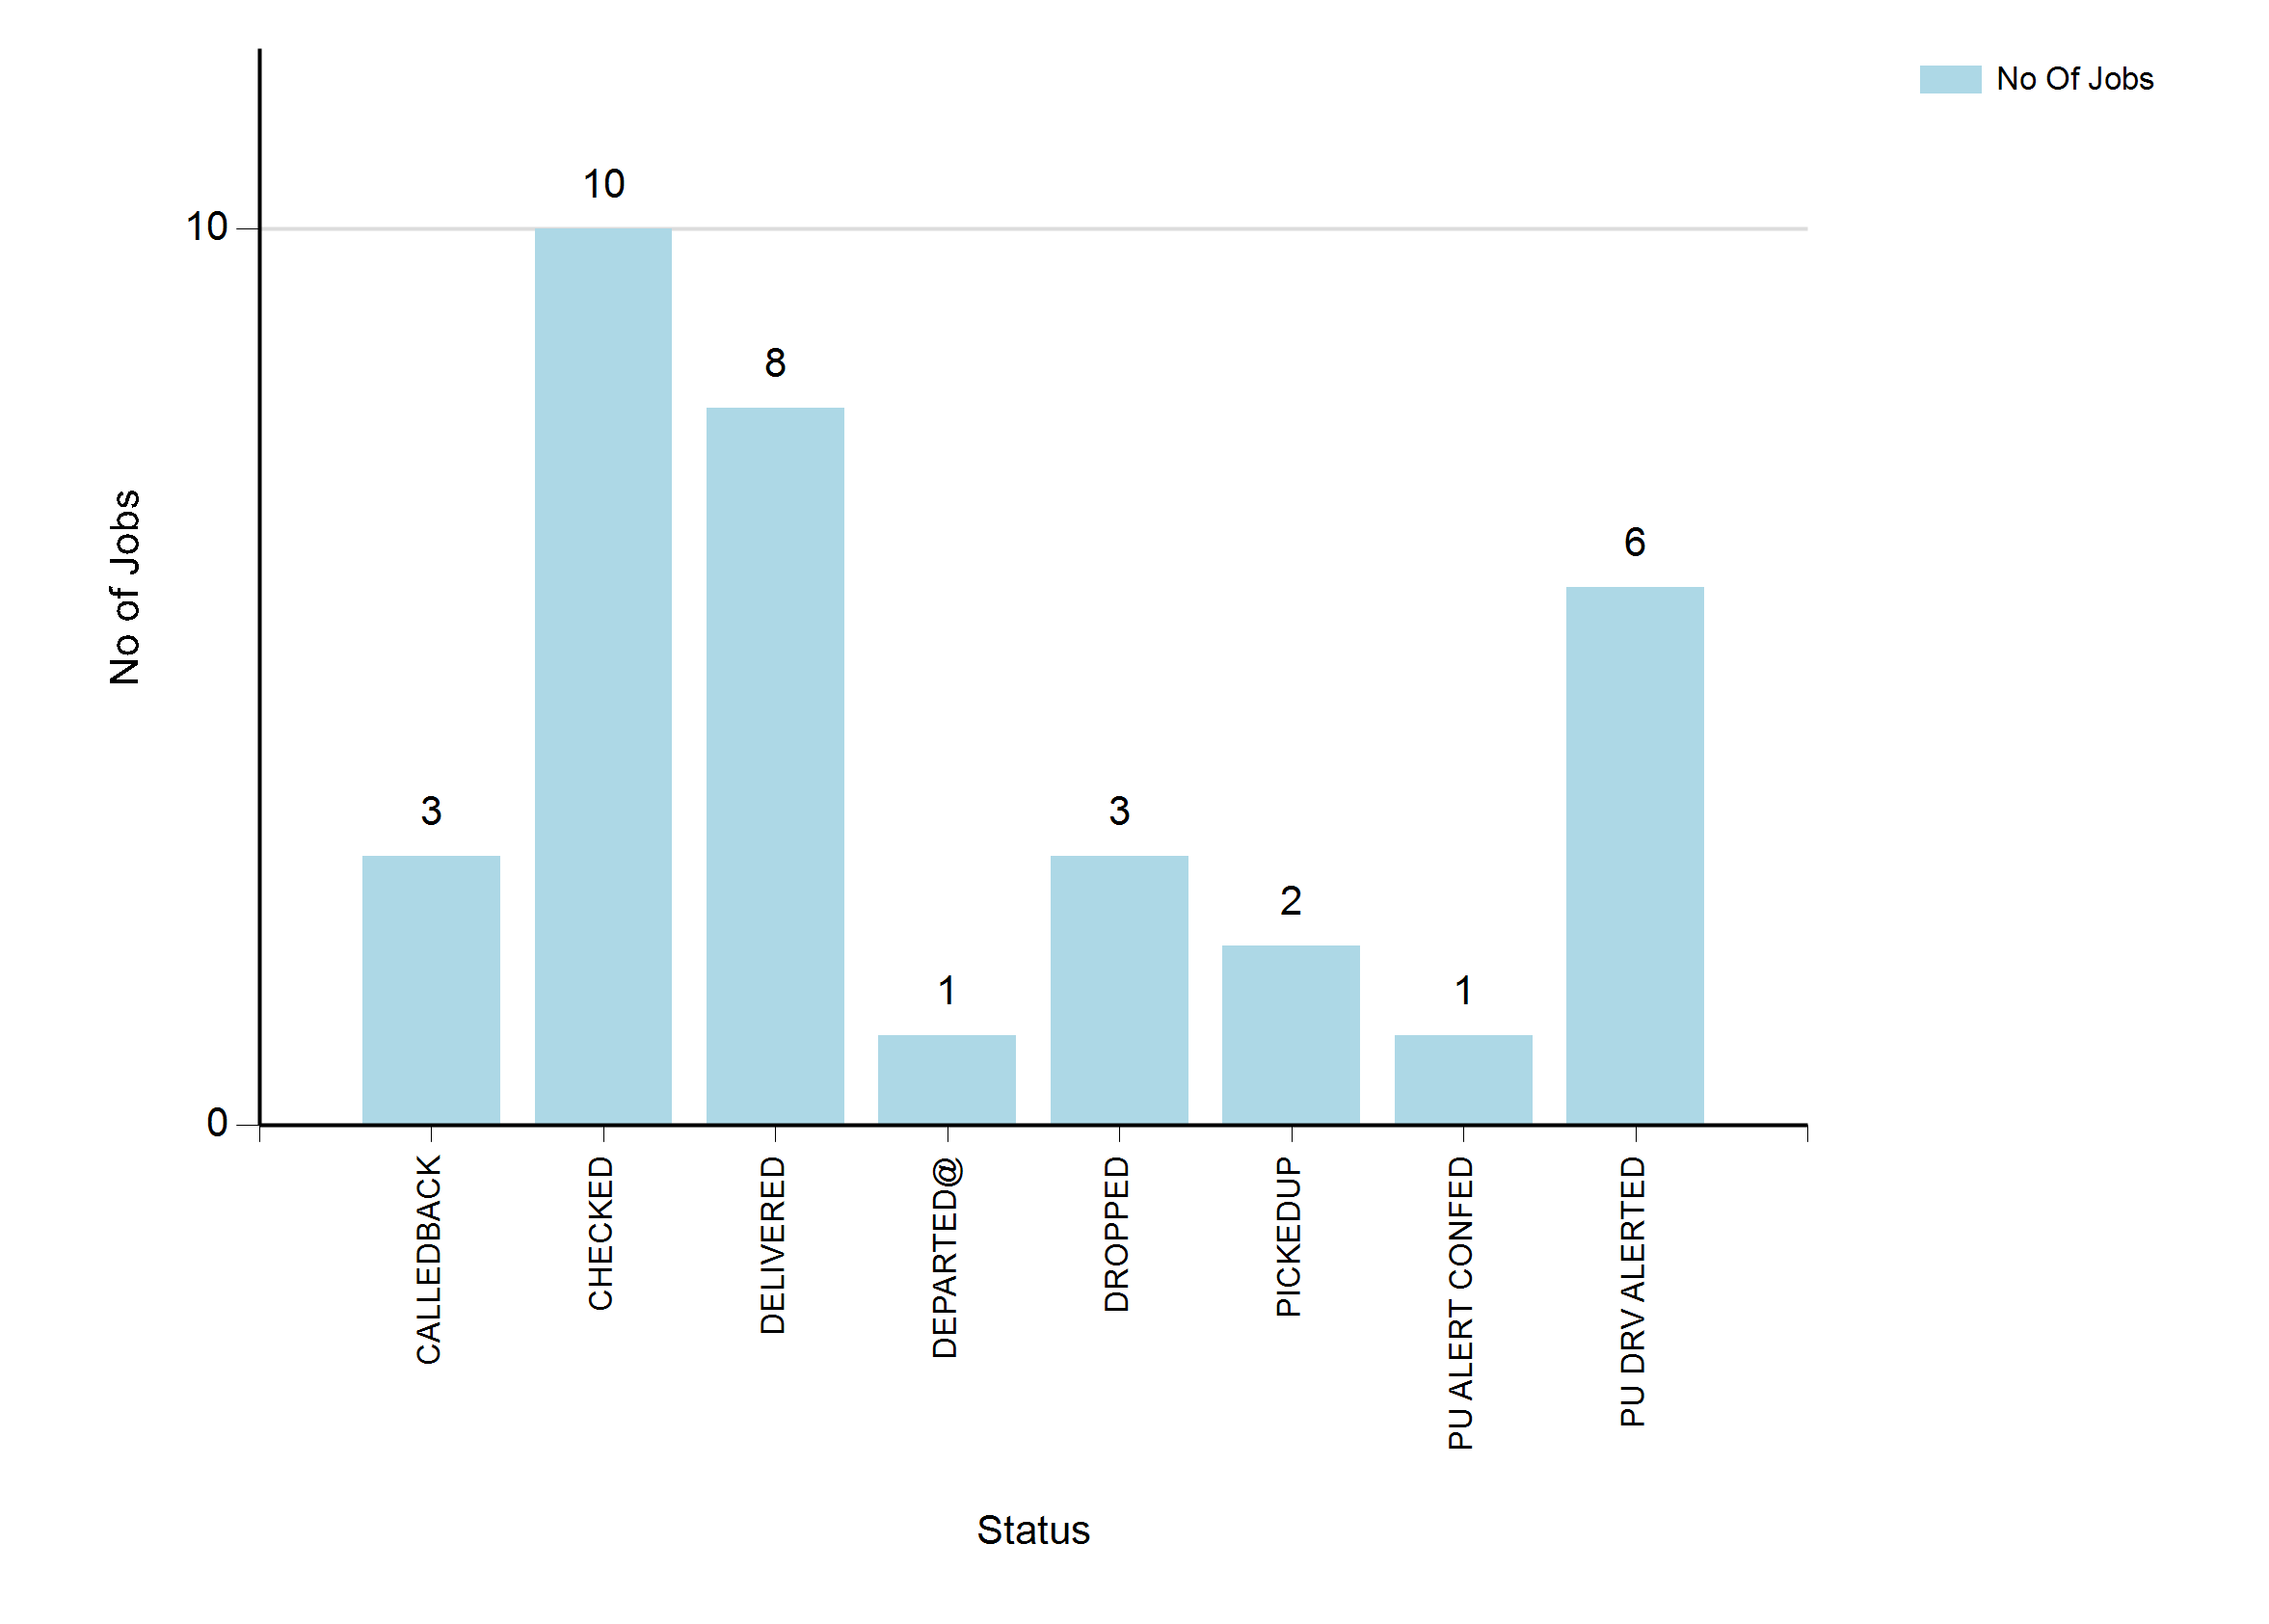 No Of Jobs
10
10
8
No of Jobs
6
3
3
2
1
1
0
CALLEDBACK
CHECKED
DELIVERED
DEPARTED@
DROPPED
PICKEDUP
PU ALERT CONFED
PU DRV ALERTED
Status